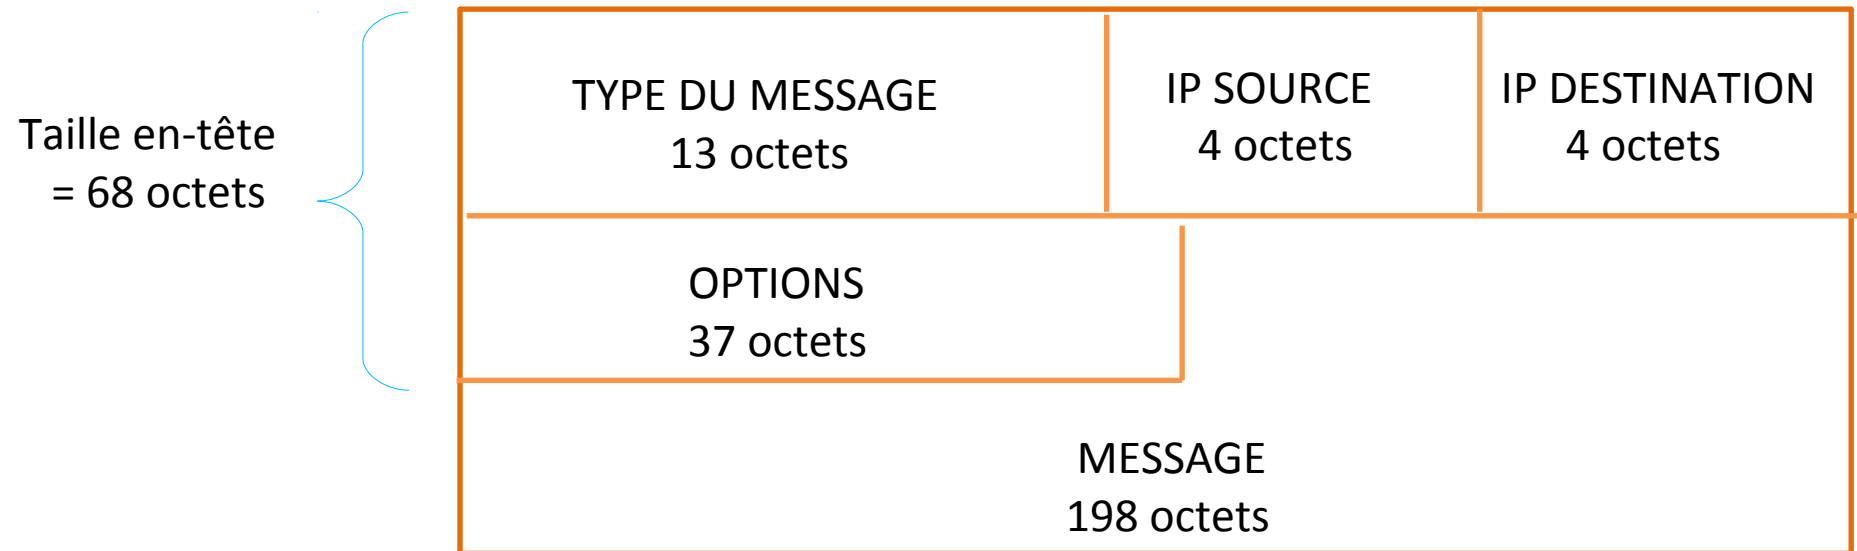 Taille en-tête
= 68 octets
TYPE DU MESSAGE
13 octets
IP SOURCE
4 octets
IP DESTINATION
4 octets
OPTIONS
37 octets
MESSAGE
198 octets